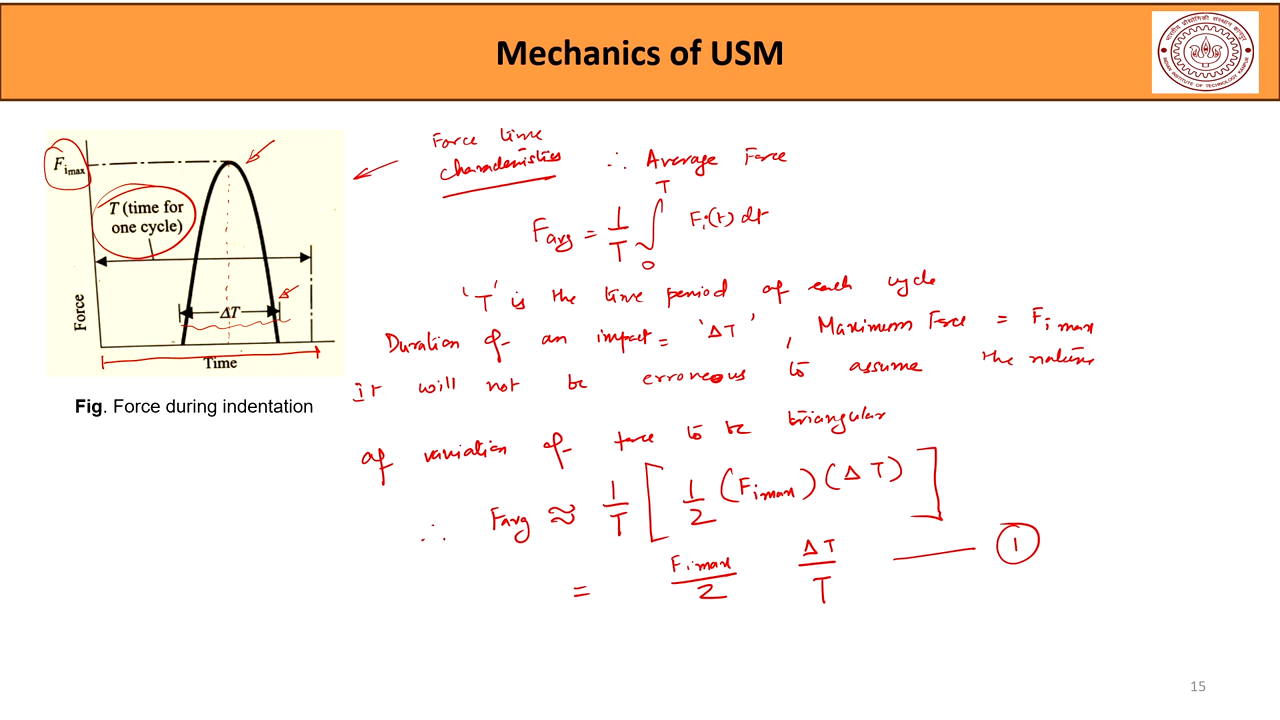 Mechanics of USM
F_imax
T (time for
one cycle)
ΔT
Force
Time
Fig. Force during indentation
Force time
characteristics
∴ Average Force
F_avg = 1/T ∫_0^T F_i(t) dt
'T' is the time period of each cycle
Duration of an impact = 'ΔT', Maximum Force = F_i max
It will not be erroneous to assume the nature
of variation of force to be triangular
∴ F_avg ≈ 1/T [ 1/2 (F_imax) (ΔT) ]
= F_imax/2 ΔT/T —— 1
15